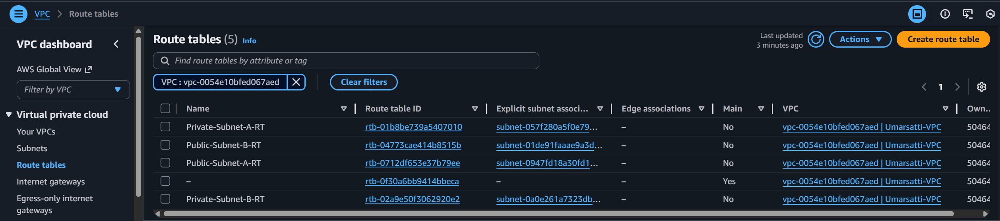 VPC > Route tables
VPC dashboard
AWS Global View
Filter by VPC
Virtual private cloud
Your VPCs
Subnets
Route tables
Internet gateways
Egress-only internet
gateways
Route tables (5) Info
Last updated
3 minutes ago
Actions
Create route table
Find route tables by attribute or tag
VPC : vpc-0054e10bfed067aed
Clear filters
1
Name Route table ID Explicit subnet associ... Edge associations Main VPC Own...
Private-Subnet-A-RT rtb-01b8be739a5407010 subnet-057f280a5f0e79... – No vpc-0054e10bfed067aed | Umarsatti-VPC 50464
Public-Subnet-B-RT rtb-04773cae414b8515b subnet-01de91faaae9a3d... – No vpc-0054e10bfed067aed | Umarsatti-VPC 50464
Public-Subnet-A-RT rtb-0712df653e37b79ee subnet-0947fd18a30fd1... – No vpc-0054e10bfed067aed | Umarsatti-VPC 50464
– rtb-0f30a6bb9414bbeca – – Yes vpc-0054e10bfed067aed | Umarsatti-VPC 50464
Private-Subnet-B-RT rtb-02a9e50f3062920e2 subnet-0a0e261a7323db... – No vpc-0054e10bfed067aed | Umarsatti-VPC 50464